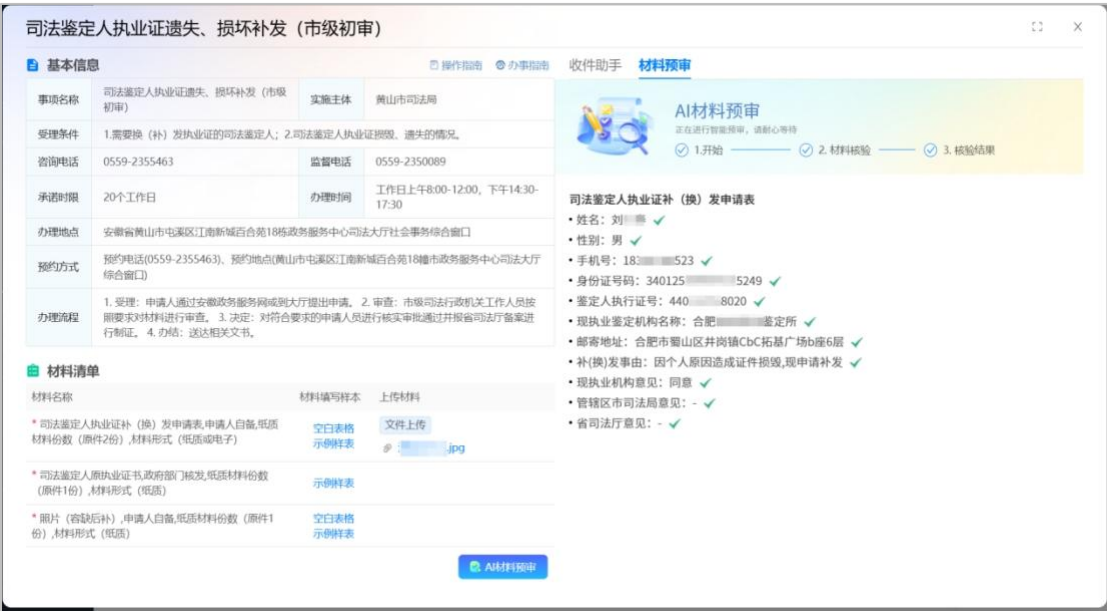 司法鉴定人执业证遗失、损坏补发（市级初审）
基本信息
操作指南 办事指南
事项名称
司法鉴定人执业证遗失、损坏补发（市级
初审）
实施主体
黄山市司法局
受理条件
1.需要换（补）发执业证的司法鉴定人；2.司法鉴定人执业证损毁、遗失的情况。
咨询电话
0559-2355463
监督电话
0559-2350089
承诺时限
20个工作日
办理时间
工作日上午8:00-12:00，下午14:30-
17:30
办理地点
安徽省黄山市屯溪区江南新城百合苑18栋政务服务中心司法大厅社会事务综合窗口
预约方式
预约电话(0559-2355463)、预约地点(黄山市屯溪区江南新城百合苑18幢市政务服务中心司法大厅
综合窗口)
办理流程
1. 受理：申请人通过安徽政务服务网或到大厅提出申请。 2. 审查：市级司法行政机关工作人员按
照要求对材料进行审查。 3. 决定：对符合要求的申请人员进行核实审批通过并报省司法厅备案进
行制证。 4. 办结：送达相关文书。
材料清单
材料名称 材料填写样本 上传材料
* 司法鉴定人执业证补（换）发申请表,申请人自备,纸质
材料份数（原件2份）,材料形式（纸质或电子）
空白表格
示例样表
文件上传
.jpg
* 司法鉴定人原执业证书,政府部门核发,纸质材料份数
（原件1份）,材料形式（纸质）
示例样表
* 照片（容缺后补）,申请人自备,纸质材料份数（原件1
份）,材料形式（纸质）
空白表格
示例样表
AI材料预审
收件助手 材料预审
AI材料预审
正在进行智能预审，请耐心等待
1.开始 2. 材料核验 3. 核验结果
司法鉴定人执业证补（换）发申请表
• 姓名：刘
• 性别：男
• 手机号：18 523
• 身份证号码：340125 5249
• 鉴定人执行证号：440 8020
• 现执业鉴定机构名称：合肥 鉴定所
• 邮寄地址：合肥市蜀山区井岗镇CbC拓基广场b座6层
• 补(换)发事由：因个人原因造成证件损毁,现申请补发
• 现执业机构意见：同意
• 管辖区市司法局意见：-
• 省司法厅意见：-